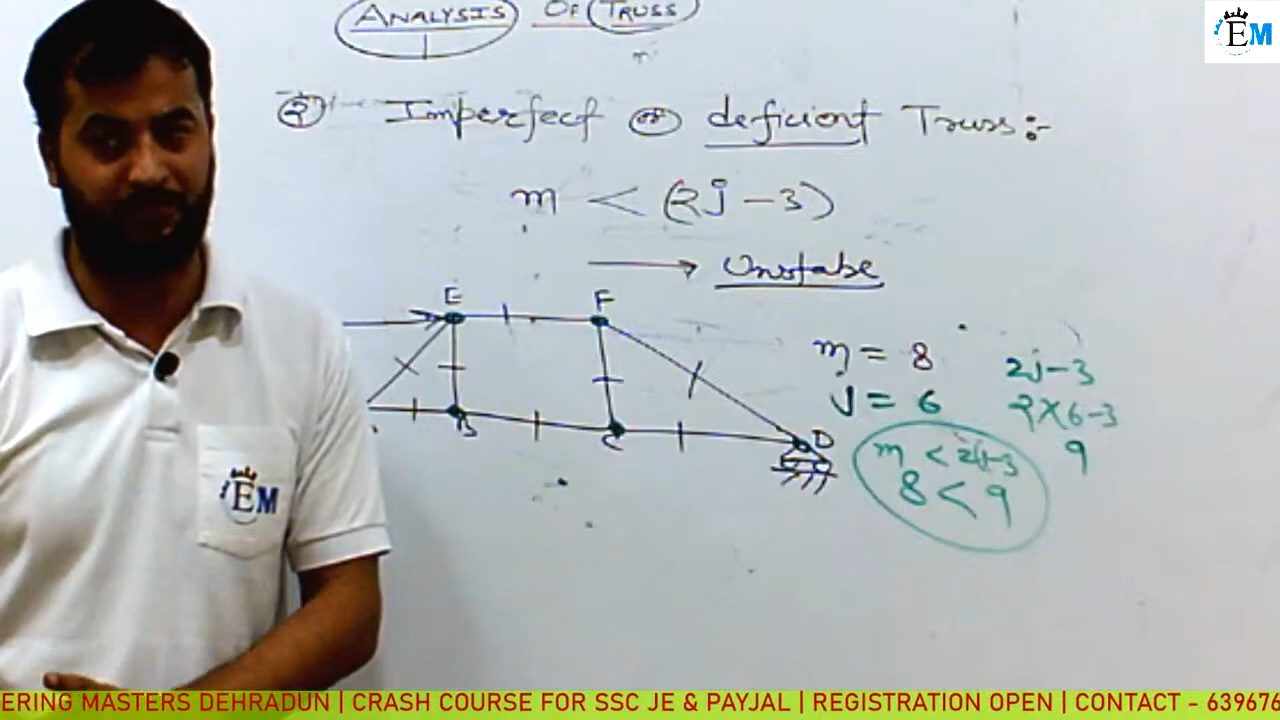 ANALYSIS OF TRUSS
EM
② Imperfect or deficient Truss:-
m < (2j-3)
→ Unstabe
E F
m = 8
j = 6
2j-3
2×6-3
9
B C D
m < 2j-3
8 < 9
EM
ERING MASTERS DEHRADUN | CRASH COURSE FOR SSC JE & PAYJAL | REGISTRATION OPEN | CONTACT - 639676